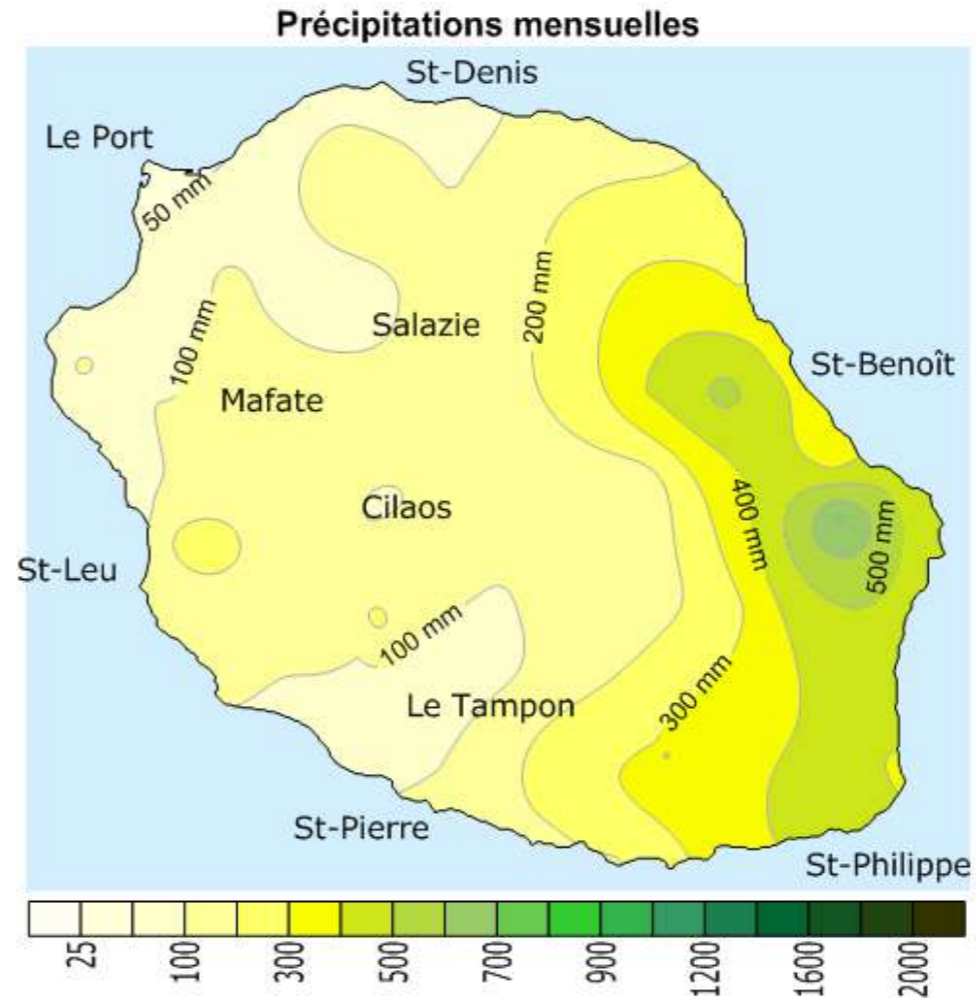 Précipitations mensuelles
St-Denis
Le Port
50 mm
200 mm
100 mm
Salazie
St-Benoît
Mafate
Cilaos
400 mm
500 mm
St-Leu
100 mm
300 mm
Le Tampon
St-Pierre
St-Philippe
25 100 300 500 700 900 1200 1600 2000